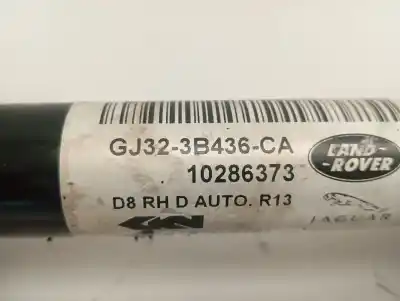 GJ32-3B436-CA
10286373
LAND-
ROVER
D8 RH D AUTO. R13
JAGUAR